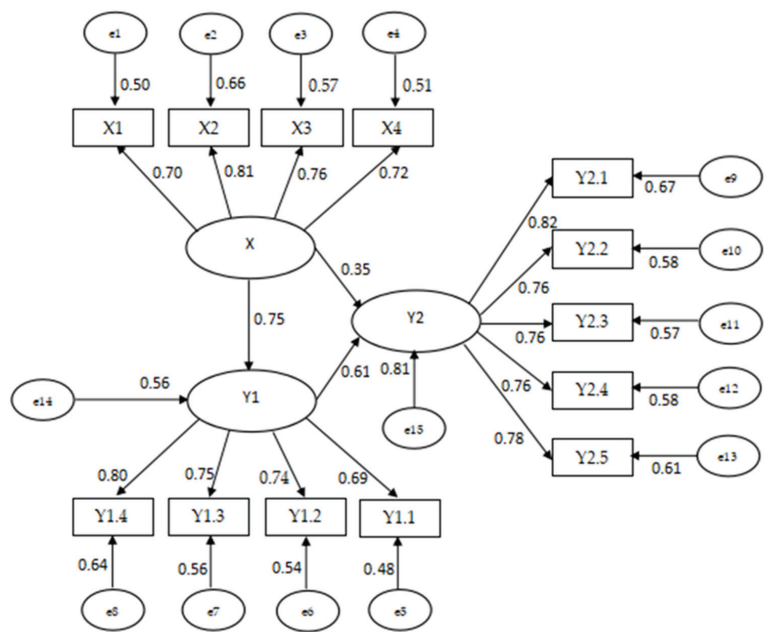 e1 e2 e3 e4
0.50 0.66 0.57 0.51
X1 X2 X3 X4
0.70 0.81 0.76 0.72
Y2.1 0.67 e9
0.82
X
Y2.2 0.58 e10
0.35
0.76
Y2
Y2.3 0.57 e11
0.75
0.76
0.56
0.61 0.81
0.76
Y2.4 0.58 e12
e14
Y1
e15
0.78
Y2.5 0.61 e13
0.80 0.75 0.74 0.69
Y1.4 Y1.3 Y1.2 Y1.1
0.64 0.56 0.54 0.48
e8 e7 e6 e5